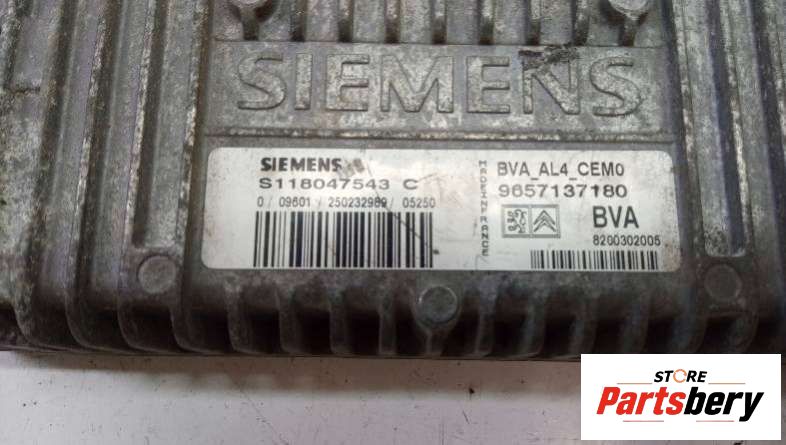 SIEMENS
SIEMENS
S118047543 C
0 / 09601 / 250232989 / 05250
MADE IN FRANCE
BVA_AL4_CEM0
9657137180
BVA
8200302005
STORE
Partsbery